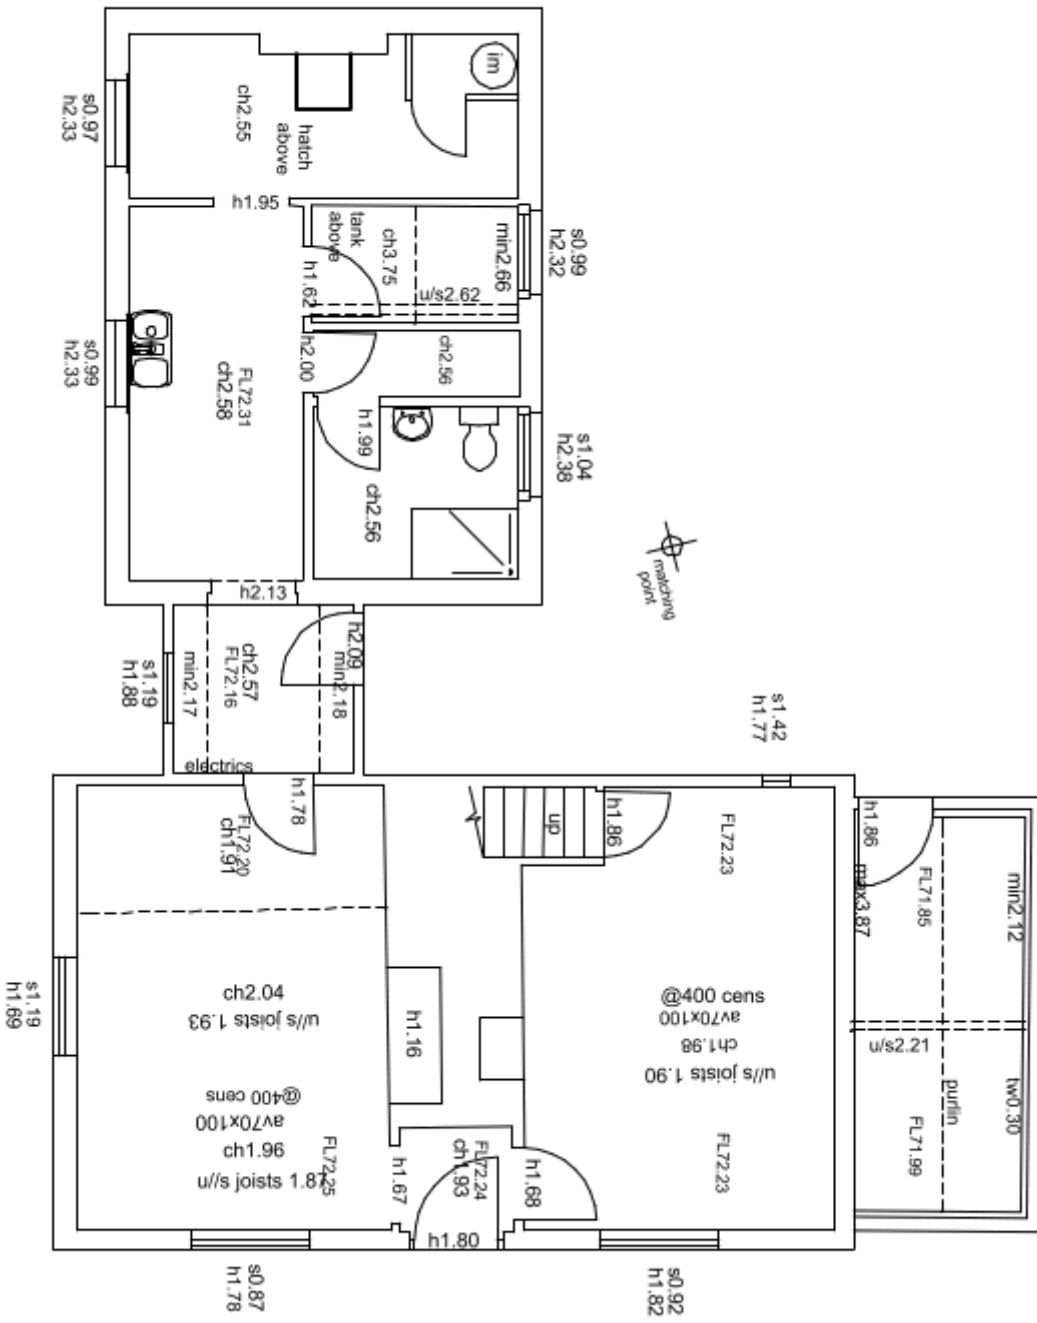 s0.97
h2.33
ch2.55
hatch
above
im
h1.95
tank
above
ch3.75
min2.66
s0.99
h2.32
h1.62
u/s2.62
s0.99
h2.33
FL72.31
ch2.58
h2.00
ch2.56
h1.99
ch2.56
s1.04
h2.38
matching
point
h2.13
h2.09
s1.19
h1.88
min2.17
ch2.57
FL72.16
min2.18
electrics
h1.78
s1.42
h1.77
FL72.20
ch1.91
up
h1.86
FL72.23
h1.86
max3.87
FL71.85
min2.12
s1.19
h1.69
ch2.04
u//s joists 1.93
h1.16
@400 cens
av70x100
ch1.98
u//s joists 1.90
u/s2.21
purlin
tw0.30
@400 cens
av70x100
ch1.96
u//s joists 1.87
FL72.25
h1.67
FL72.24
ch1.93
h1.68
FL72.23
FL71.99
h1.80
s0.87
h1.78
s0.92
h1.82